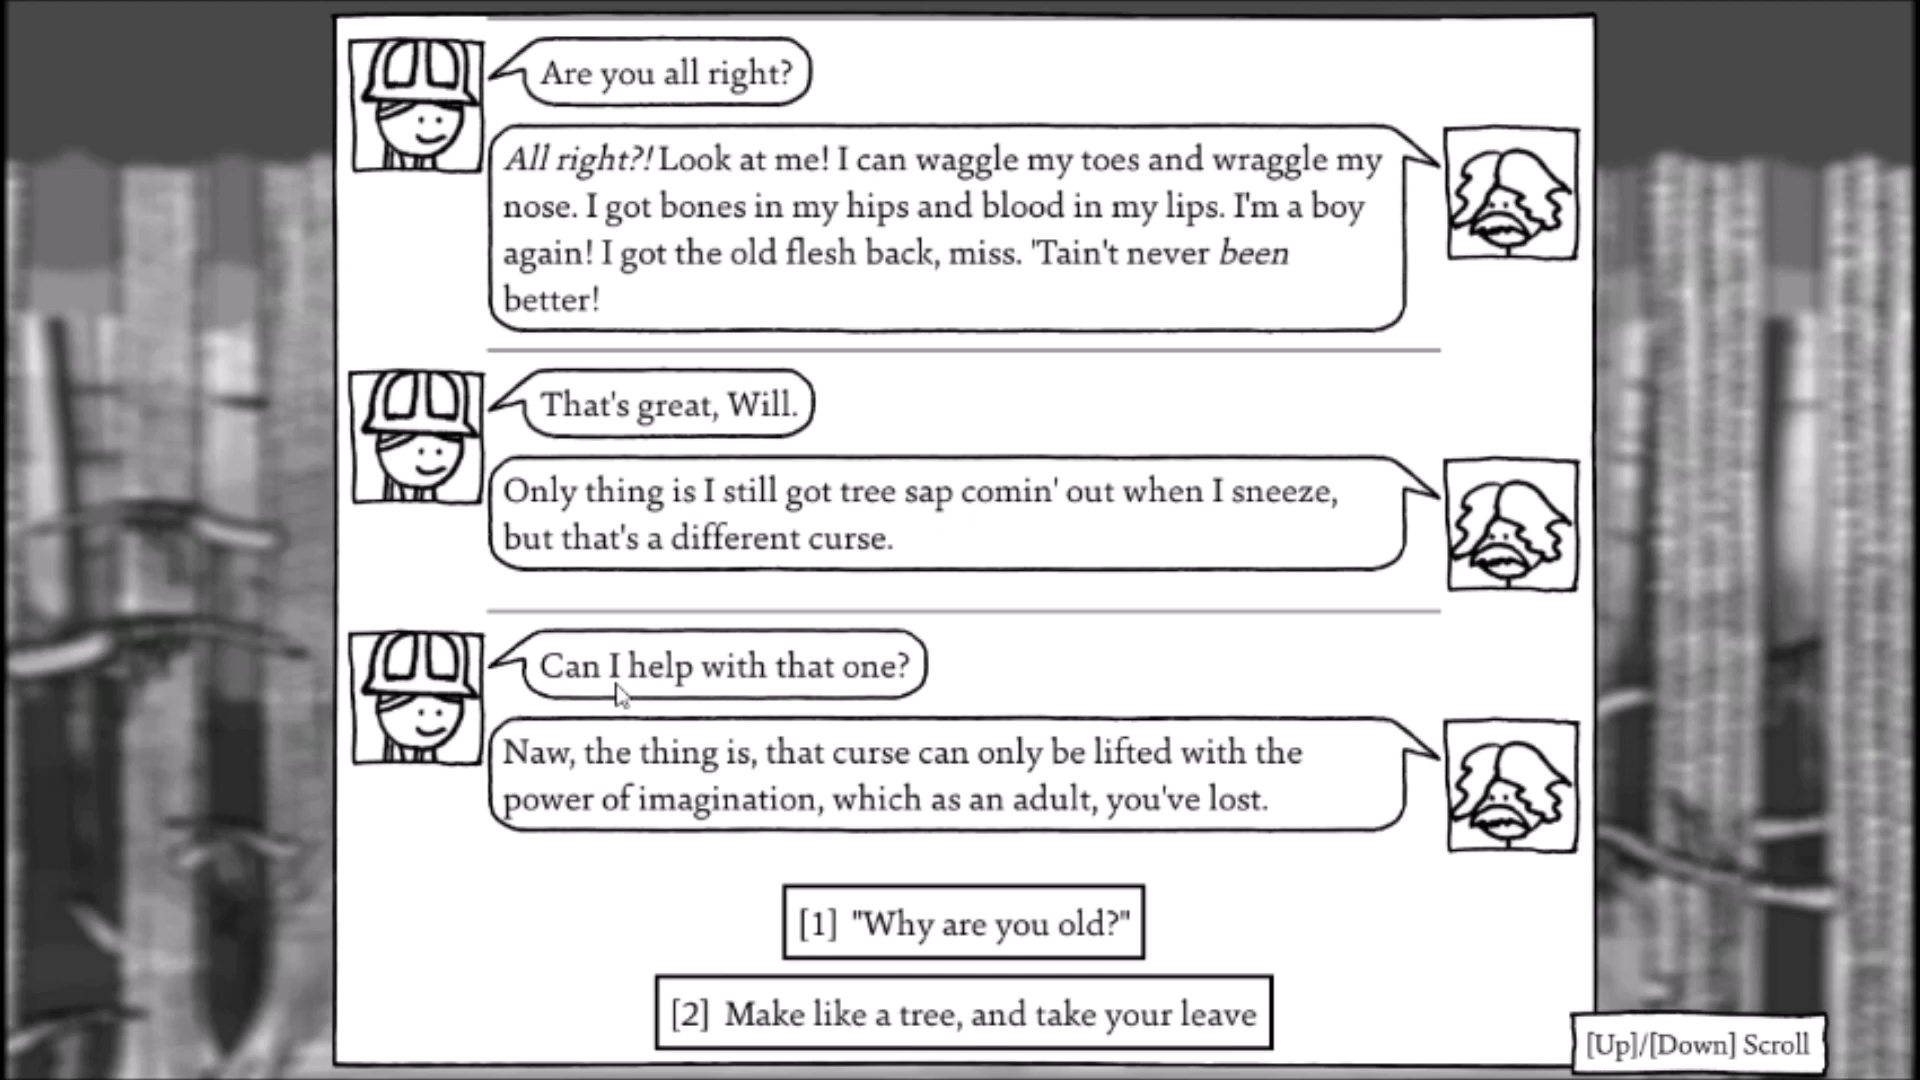 Are you all right?
All right?! Look at me! I can waggle my toes and wraggle my
nose. I got bones in my hips and blood in my lips. I'm a boy
again! I got the old flesh back, miss. 'Tain't never been
better!
That's great, Will.
Only thing is I still got tree sap comin' out when I sneeze,
but that's a different curse.
Can I help with that one?
Naw, the thing is, that curse can only be lifted with the
power of imagination, which as an adult, you've lost.
[1] "Why are you old?"
[2] Make like a tree, and take your leave
[Up]/[Down] Scroll